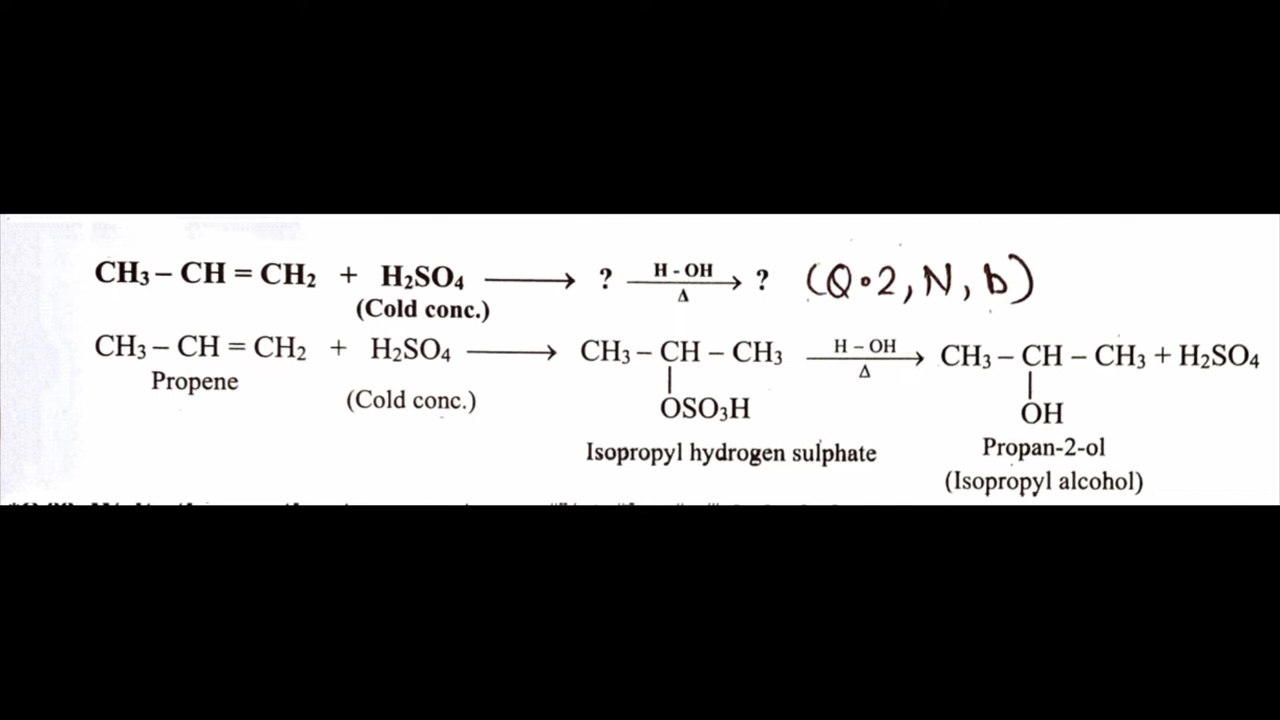 CH₃ – CH = CH₂ + H₂SO₄ ⟶ ? H - OH ⟶ Δ ? (Q•2, N, b)
(Cold conc.)
CH₃ – CH = CH₂ + H₂SO₄ ⟶ CH₃ – CH – CH₃ H – OH ⟶ Δ CH₃ – CH – CH₃ + H₂SO₄
Propene (Cold conc.) OSO₃H OH
Isopropyl hydrogen sulphate Propan-2-ol
(Isopropyl alcohol)